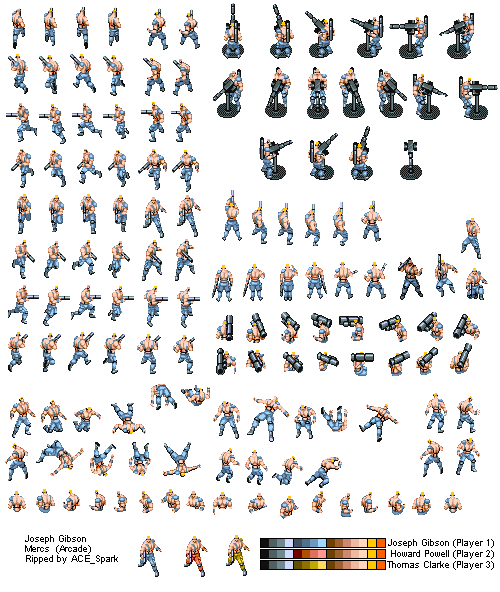 Joseph Gibson
Mercs (Arcade)
Ripped by ACE_Spark
Joseph Gibson (Player 1)
Howard Powell (Player 2)
Thomas Clarke (Player 3)